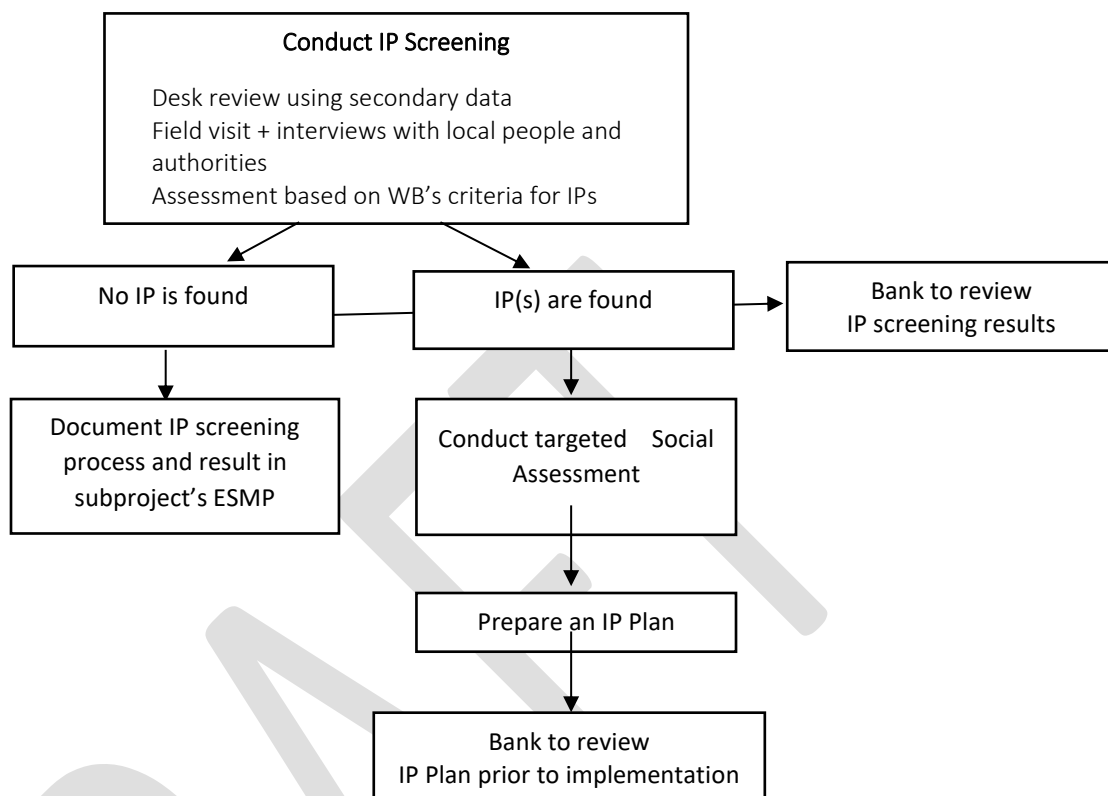 Conduct IP Screening
Desk review using secondary data
Field visit + interviews with local people and
authorities
Assessment based on WB’s criteria for IPs
No IP is found
IP(s) are found
Bank to review
IP screening results
Document IP screening
process and result in
subproject’s ESMP
Conduct targeted Social
Assessment
Prepare an IP Plan
Bank to review
IP Plan prior to implementation